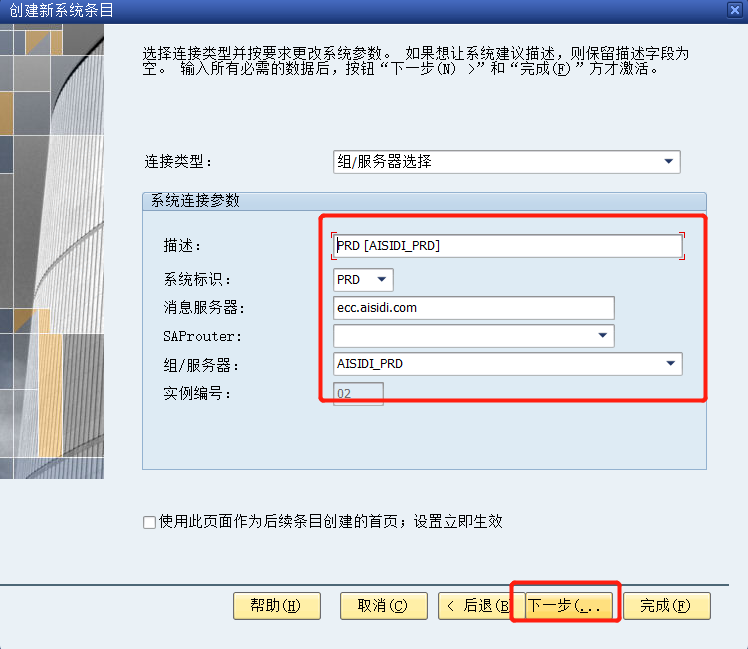 创建新系统条目
选择连接类型并按要求更改系统参数。 如果想让系统建议描述，则保留描述字段为
空。 输入所有必需的数据后，按钮“下一步(N) >”和“完成(F)”方才激活。
连接类型： 组/服务器选择
系统连接参数
描述： PRD [AISIDI_PRD]
系统标识： PRD
消息服务器： ecc.aisidi.com
SAProuter:
组/服务器： AISIDI_PRD
实例编号： 02
使用此页面作为后续条目创建的首页；设置立即生效
帮助(H) 取消(C) < 后退(B 下一步(... 完成(F)